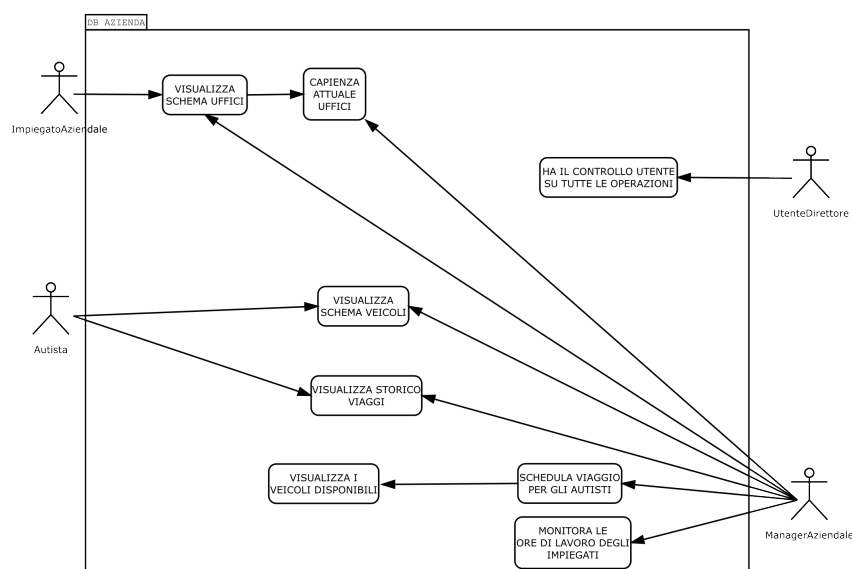 DB AZIENDA
VISUALIZZA
SCHEMA UFFICI
CAPIENZA
ATTUALE
UFFICI
ImpiegatoAziendale
HA IL CONTROLLO UTENTE
SU TUTTE LE OPERAZIONI
UtenteDirettore
VISUALIZZA
SCHEMA VEICOLI
Autista
VISUALIZZA STORICO
VIAGGI
VISUALIZZA I
VEICOLI DISPONIBILI
SCHEDULA VIAGGIO
PER GLI AUTISTI
ManagerAziendale
MONITORA LE
ORE DI LAVORO DEGLI
IMPIEGATI